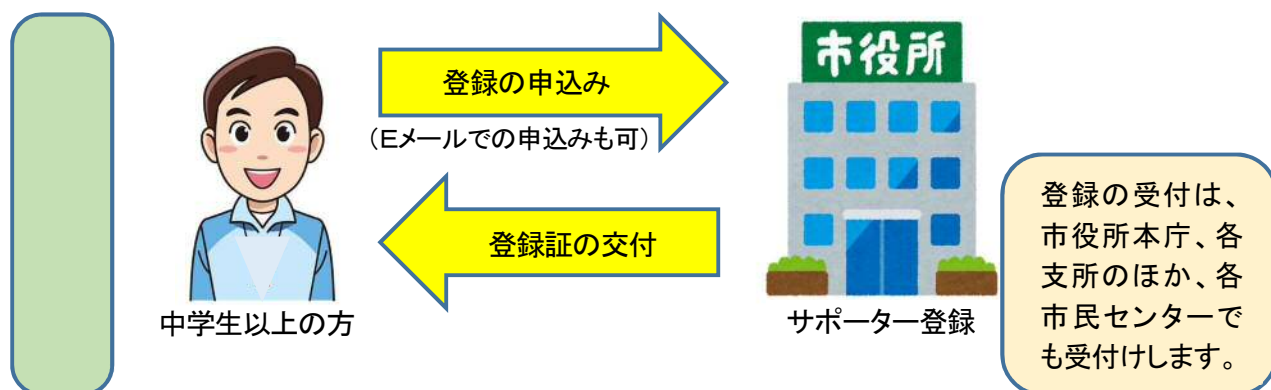 市役所
登録の申込み
（Eメールでの申込みも可）
登録証の交付
中学生以上の方
サポーター登録
登録の受付は、
市役所本庁、各
支所のほか、各
市民センターで
も受付けします。